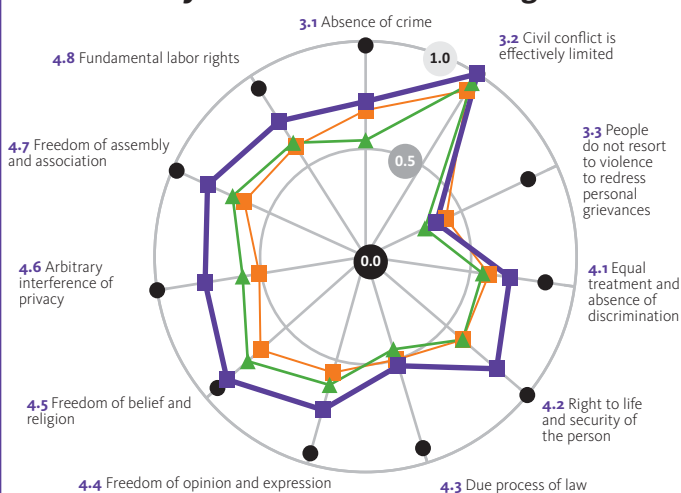 3.1 Absence of crime
1.0
3.2 Civil conflict is
effectively limited
4.8 Fundamental labor rights
3.3 People
do not resort
to violence
to redress
personal
grievances
4.7 Freedom of assembly
and association
0.5
0.0
4.6 Arbitrary
interference of
privacy
4.1 Equal
treatment and
absence of
discrimination
4.5 Freedom of belief and
religion
4.2 Right to life
and security of
the person
4.4 Freedom of opinion and expression
4.3 Due process of law